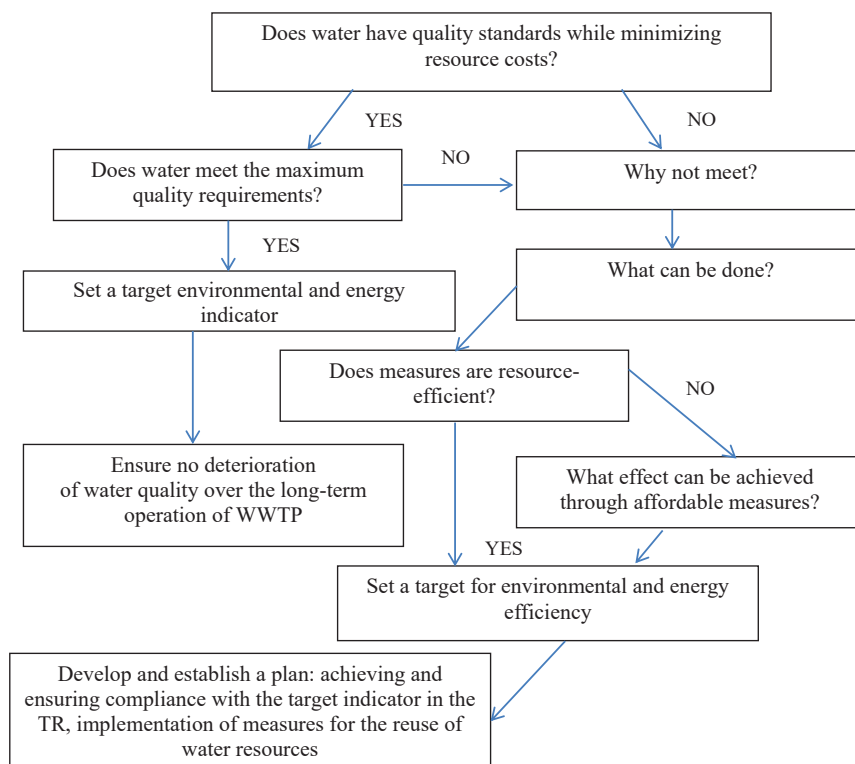 Does water have quality standards while minimizing
resource costs?
YES
NO
Does water meet the maximum
quality requirements?
NO
Why not meet?
YES
What can be done?
Set a target environmental and energy
indicator
Does measures are resource-
efficient?
NO
Ensure no deterioration
of water quality over the long-term
operation of WWTP
What effect can be achieved
through affordable measures?
YES
Set a target for environmental and energy
efficiency
Develop and establish a plan: achieving and
ensuring compliance with the target indicator in the
TR, implementation of measures for the reuse of
water resources